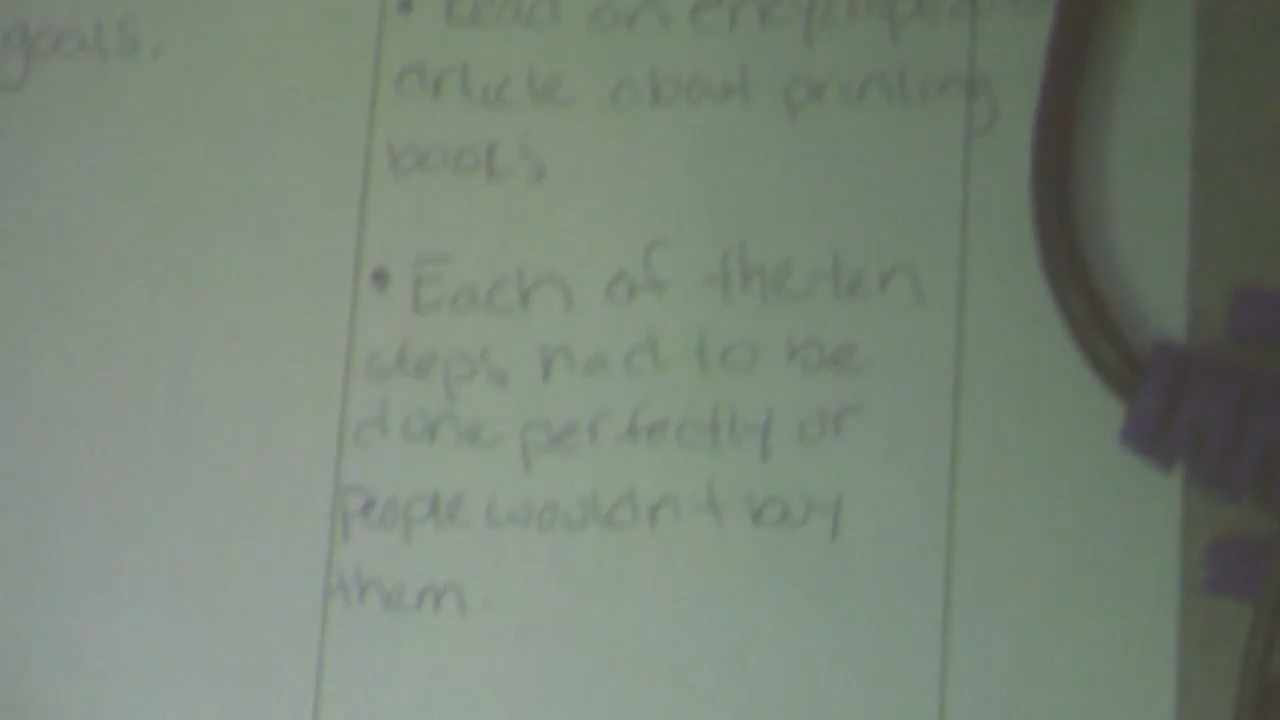 goals.
article about printing
books
• Each of the ten
steps had to be
done perfectly or
people wouldn't buy
them.